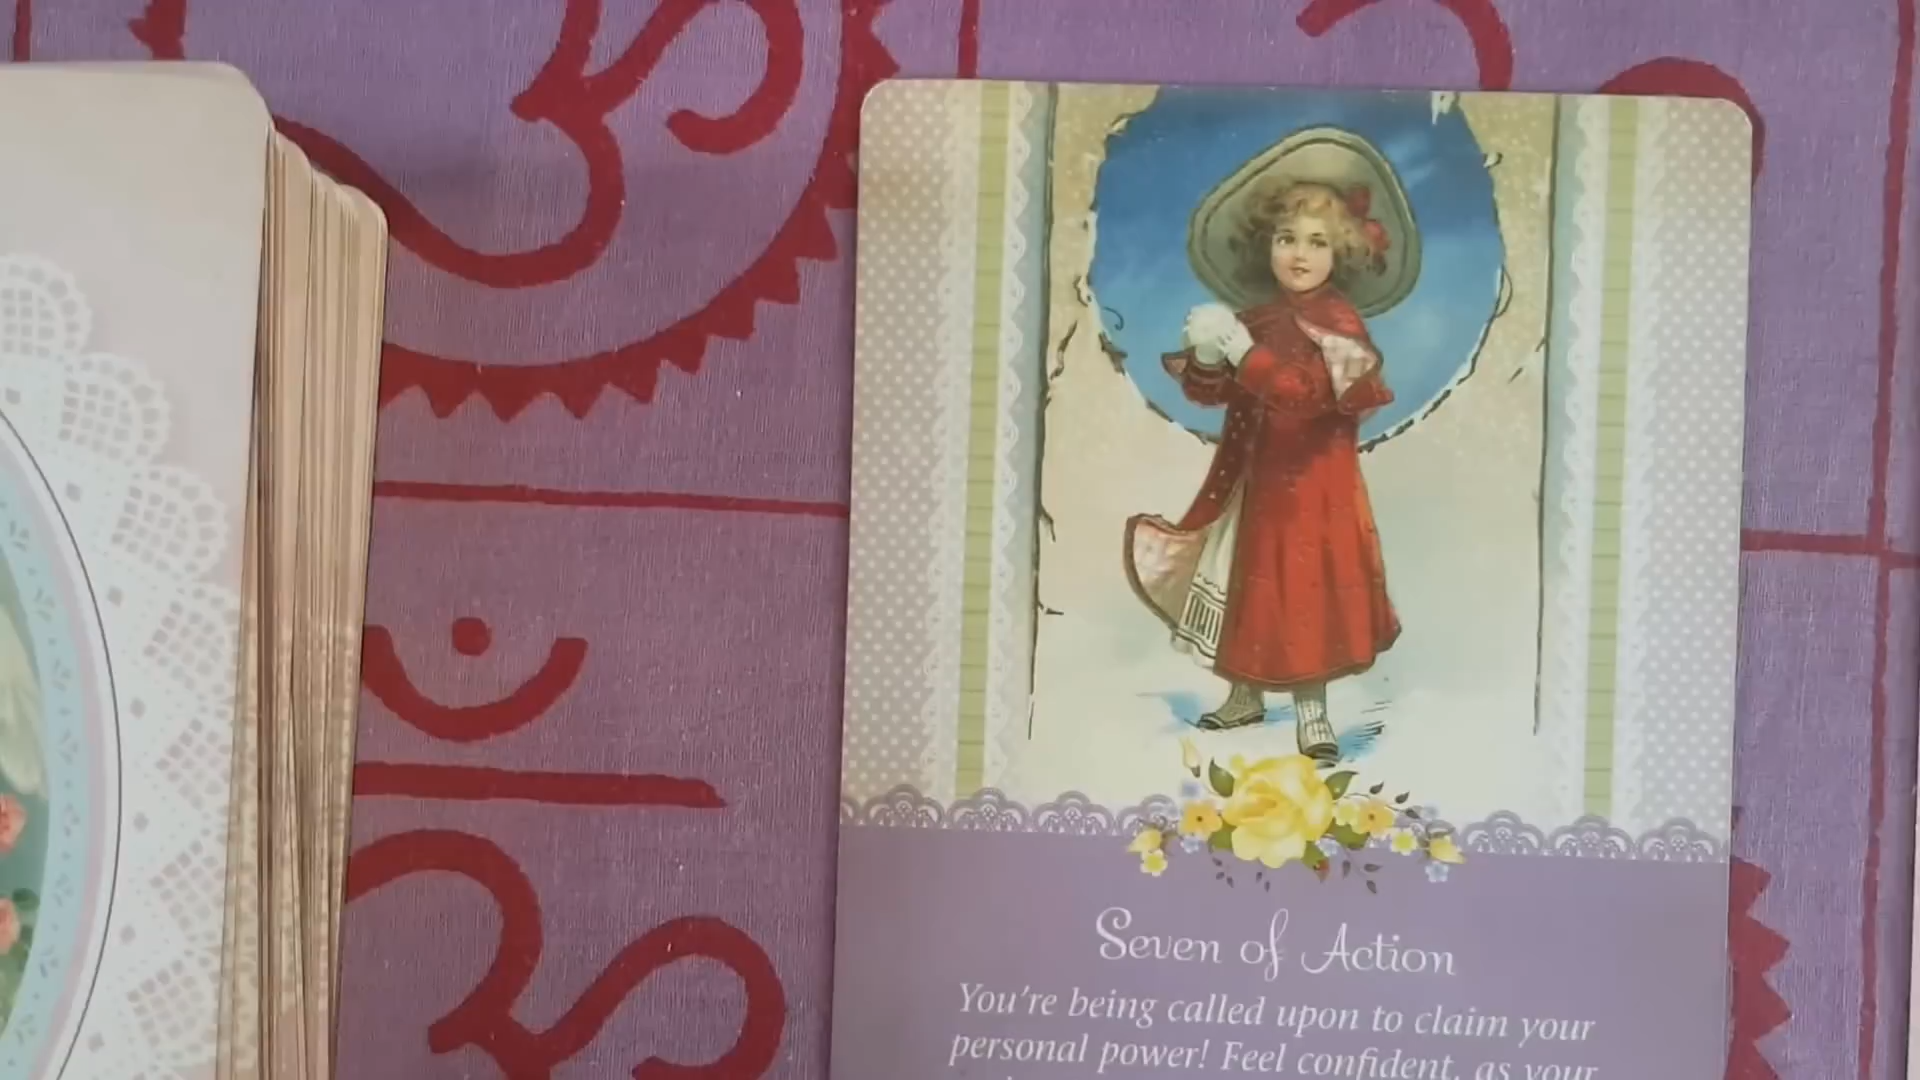 Seven of Action
You're being called upon to claim your
personal power! Feel confident, as your